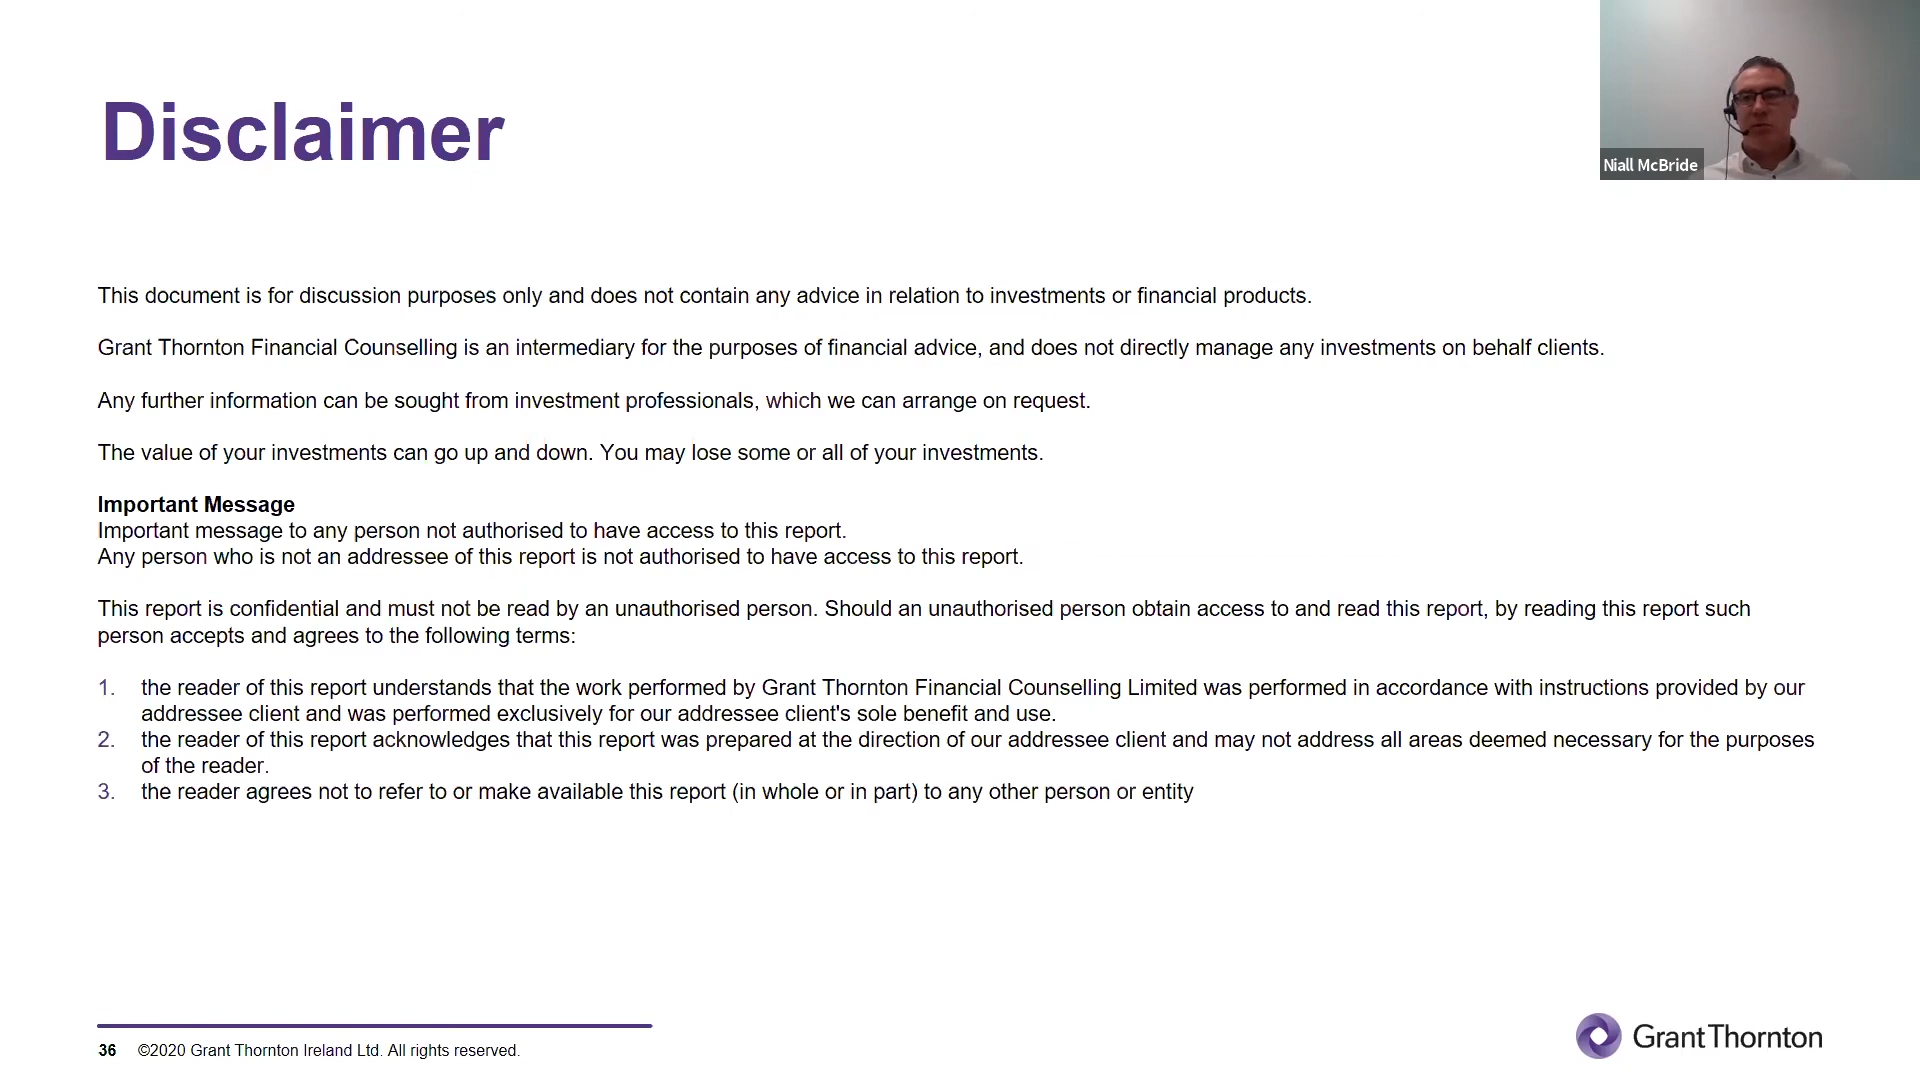 Disclaimer
Niall McBride
This document is for discussion purposes only and does not contain any advice in relation to investments or financial products.
Grant Thornton Financial Counselling is an intermediary for the purposes of financial advice, and does not directly manage any investments on behalf clients.
Any further information can be sought from investment professionals, which we can arrange on request.
The value of your investments can go up and down. You may lose some or all of your investments.
Important Message
Important message to any person not authorised to have access to this report.
Any person who is not an addressee of this report is not authorised to have access to this report.
This report is confidential and must not be read by an unauthorised person. Should an unauthorised person obtain access to and read this report, by reading this report such
person accepts and agrees to the following terms:
1. the reader of this report understands that the work performed by Grant Thornton Financial Counselling Limited was performed in accordance with instructions provided by our
addressee client and was performed exclusively for our addressee client's sole benefit and use.
2. the reader of this report acknowledges that this report was prepared at the direction of our addressee client and may not address all areas deemed necessary for the purposes
of the reader.
3. the reader agrees not to refer to or make available this report (in whole or in part) to any other person or entity
36 ©2020 Grant Thornton Ireland Ltd. All rights reserved.
GrantThornton